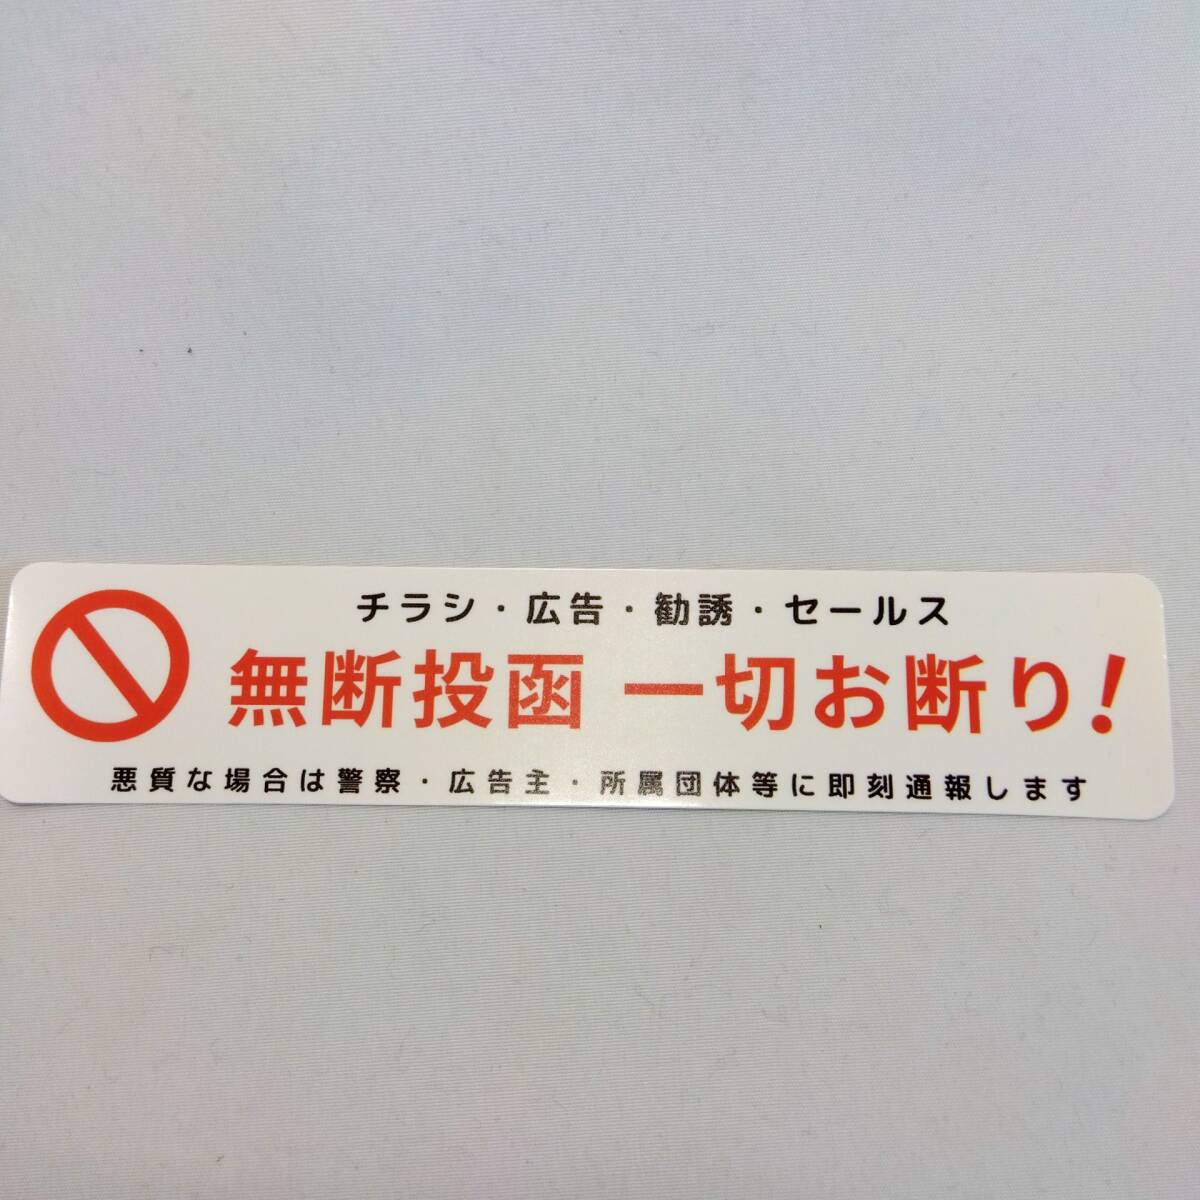 チラシ・広告・勧誘・セールス
無断投函 一切お断り!
悪質な場合は警察・広告主・所属団体等に即刻通報します